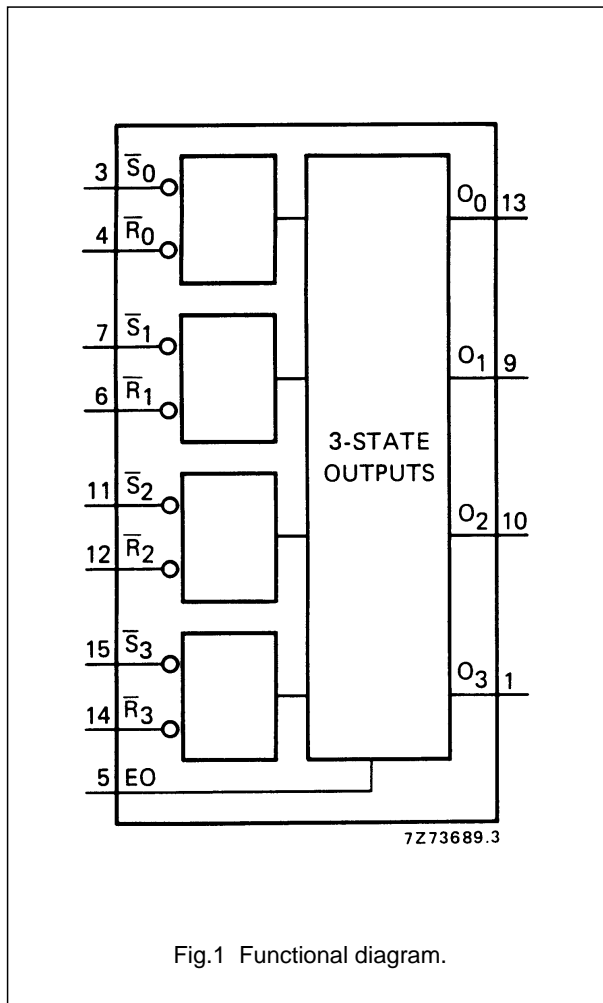 3 S̅0
4 R̅0
7 S̅1
6 R̅1
11 S̅2
12 R̅2
15 S̅3
14 R̅3
5 EO
3-STATE
OUTPUTS
O0 13
O1 9
O2 10
O3 1
7Z73689.3
Fig.1 Functional diagram.